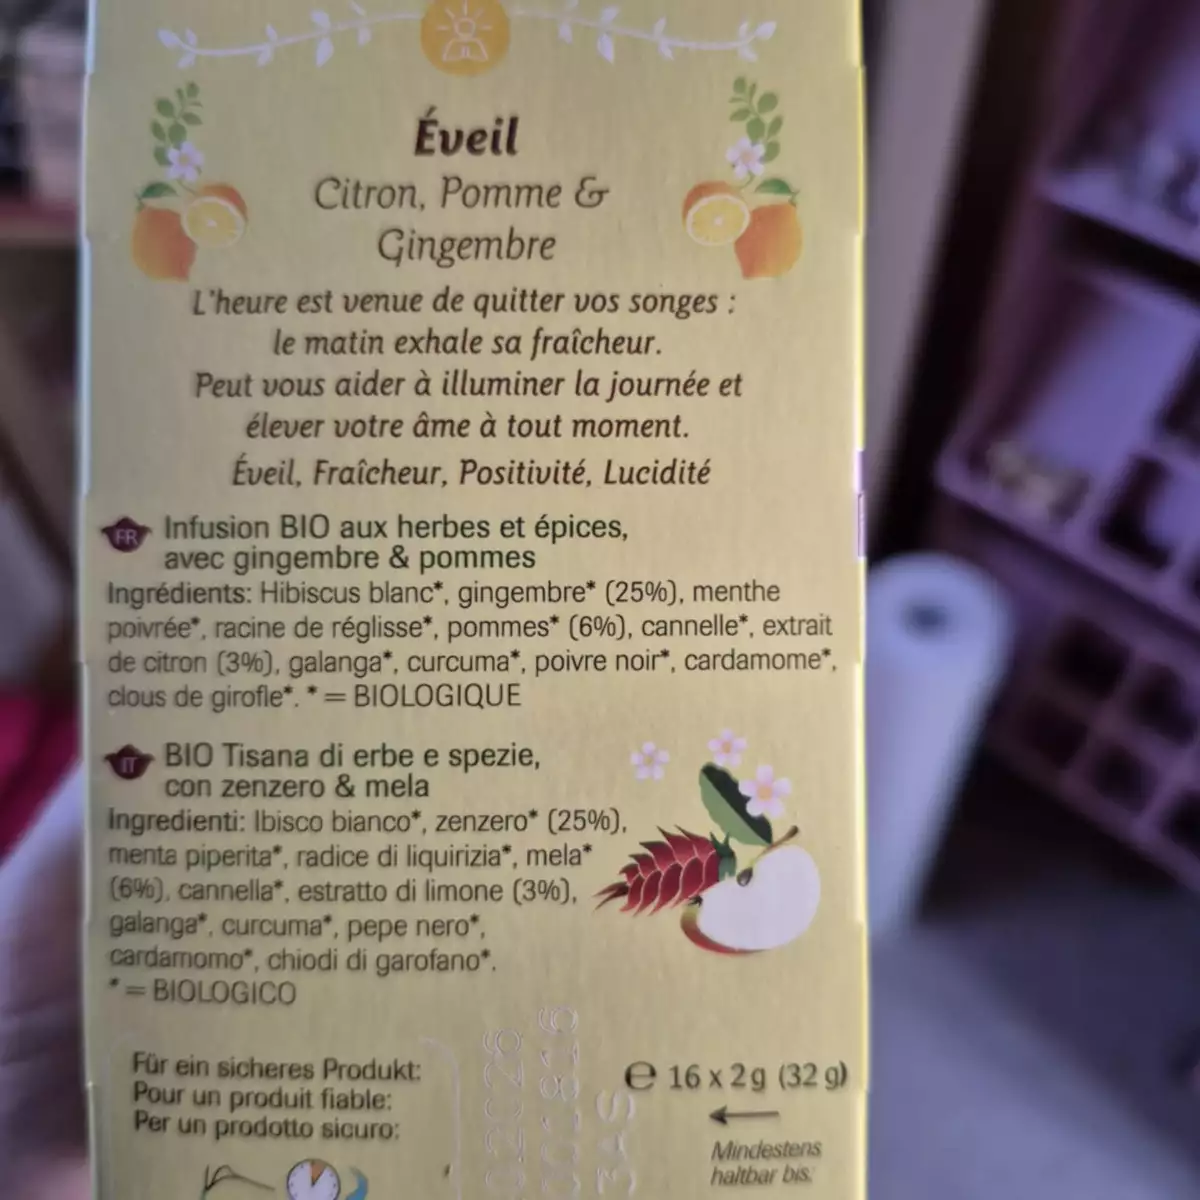 Éveil
Citron, Pomme &
Gingembre
L'heure est venue de quitter vos songes :
le matin exhale sa fraîcheur.
Peut vous aider à illuminer la journée et
élever votre âme à tout moment.
Éveil, Fraîcheur, Positivité, Lucidité
FR Infusion BIO aux herbes et épices,
avec gingembre & pommes
Ingrédients: Hibiscus blanc*, gingembre* (25%), menthe
poivrée*, racine de réglisse*, pommes* (6%), cannelle*, extrait
de citron (3%), galanga*, curcuma*, poivre noir*, cardamome*,
clous de girofle*. * = BIOLOGIQUE
IT BIO Tisana di erbe e spezie,
con zenzero & mela
Ingredienti: Ibisco bianco*, zenzero* (25%),
menta piperita*, radice di liquirizia*, mela*
(6%), cannella*, estratto di limone (3%),
galanga*, curcuma*, pepe nero*,
cardamomo*, chiodi di garofano*.
* = BIOLOGICO
Für ein sicheres Produkt:
Pour un produit fiable:
Per un prodotto sicuro:
℮ 16 x 2g (32 g)
Mindestens
haltbar bis: